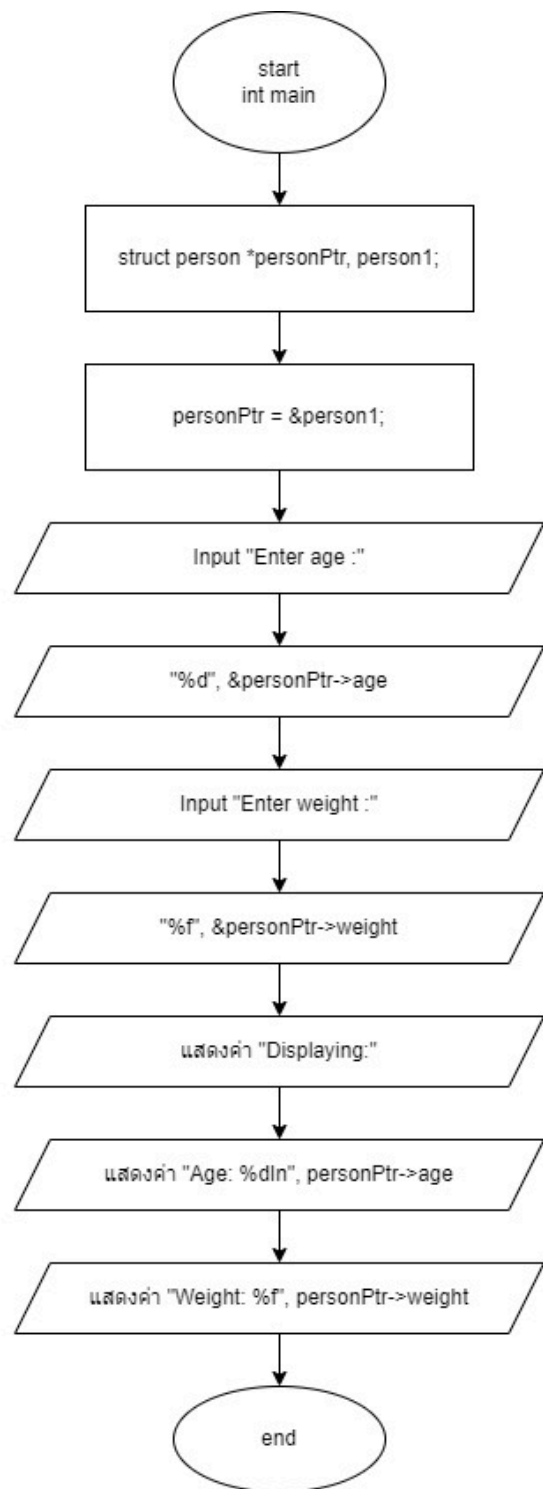 start
int main
struct person *personPtr, person1;
personPtr = &person1;
Input "Enter age :"
"%d", &personPtr->age
Input "Enter weight :"
"%f", &personPtr->weight
แสดงค่า "Displaying:"
แสดงค่า "Age: %dln", personPtr->age
แสดงค่า "Weight: %f", personPtr->weight
end